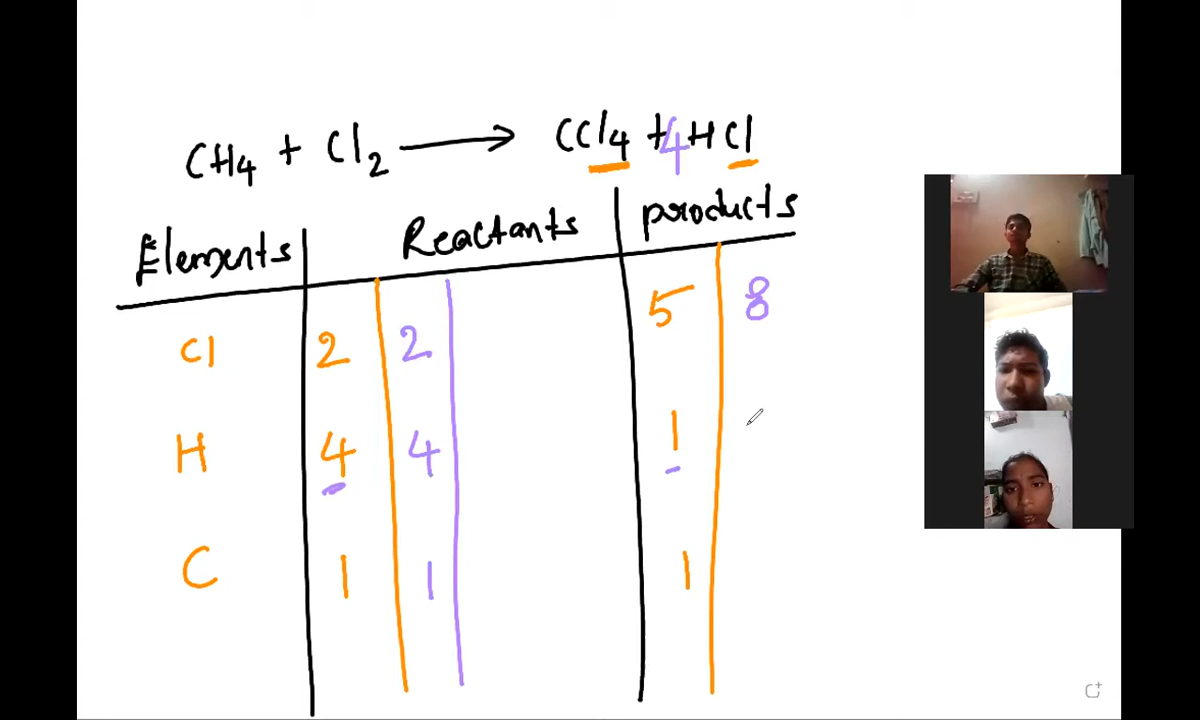 CH4 + Cl2 → CCl4 + 4HCl
Elements Reactants products
Cl 2 2 5 8
H 4 4 1
C 1 1 1